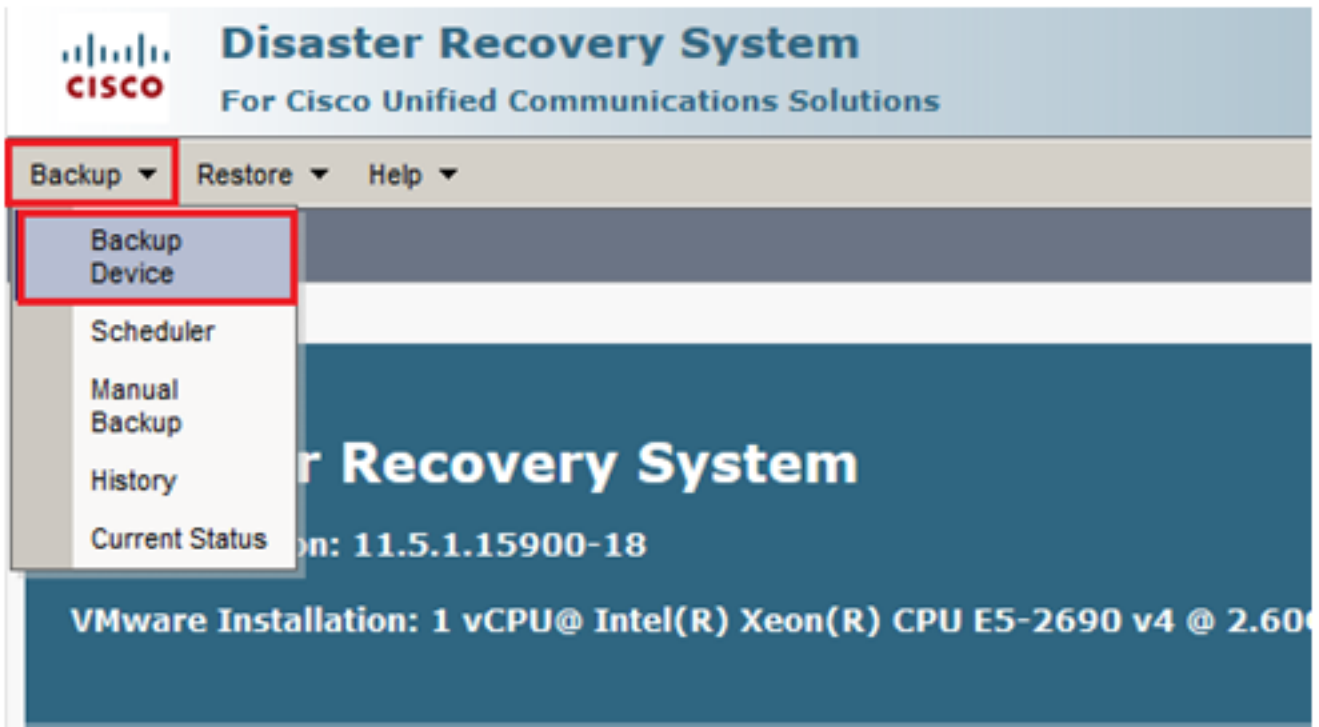 CISCO
Disaster Recovery System
For Cisco Unified Communications Solutions
Backup
Restore
Help
Backup
Device
Scheduler
Manual
Backup
History
Current Status
r Recovery System
on: 11.5.1.15900-18
VMware Installation: 1 vCPU@ Intel(R) Xeon(R) CPU E5-2690 v4 @ 2.60